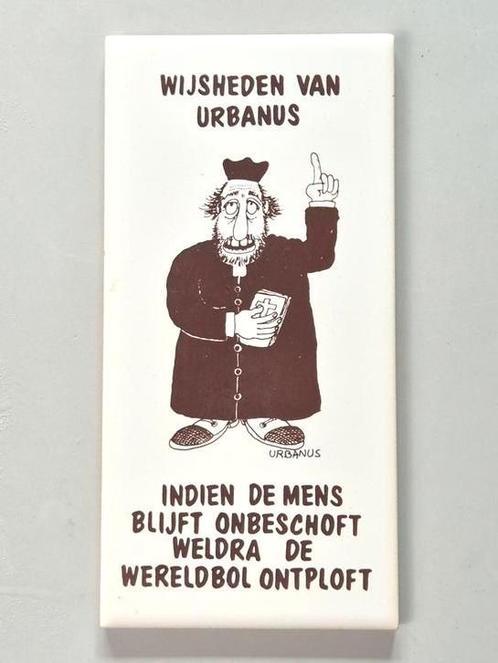 WIJSHEDEN VAN
URBANUS
URBANUS
INDIEN DE MENS
BLIJFT ONBESCHOFT
WELDRA DE
WERELDBOL ONTPLOFT